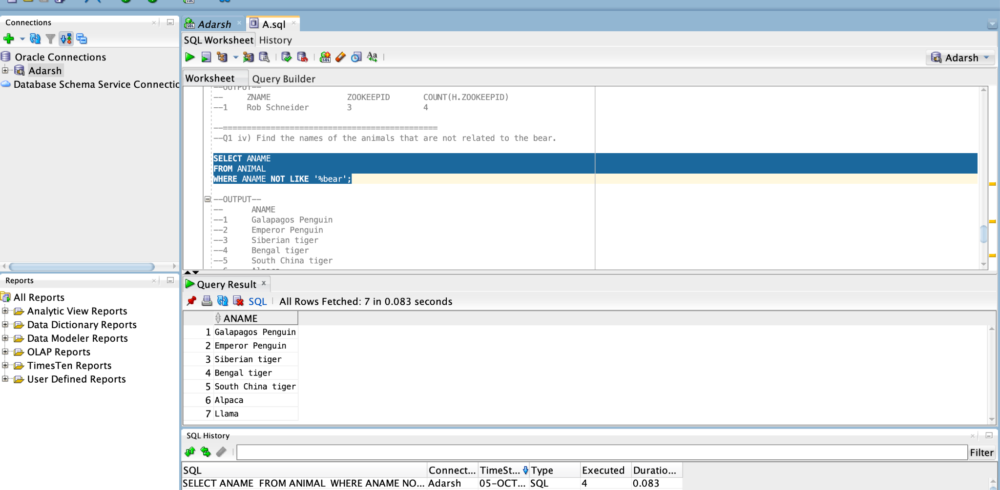 Connections
Oracle Connections
Adarsh
Database Schema Service Connectio
Reports
All Reports
Analytic View Reports
Data Dictionary Reports
Data Modeler Reports
OLAP Reports
TimesTen Reports
User Defined Reports
Adarsh
A.sql
SQL Worksheet History
Adarsh
Worksheet Query Builder
--OUTPUT--
-- ZNAME ZOOKEEPID COUNT(H.ZOOKEEPID)
--1 Rob Schneider 3 4
--=============================================
--Q1 iv) Find the names of the animals that are not related to the bear.
SELECT ANAME
FROM ANIMAL
WHERE ANAME NOT LIKE '%bear';
--OUTPUT--
-- ANAME
--1 Galapagos Penguin
--2 Emperor Penguin
--3 Siberian tiger
--4 Bengal tiger
--5 South China tiger
--6 Alpaca
Query Result
SQL All Rows Fetched: 7 in 0.083 seconds
ANAME
1 Galapagos Penguin
2 Emperor Penguin
3 Siberian tiger
4 Bengal tiger
5 South China tiger
6 Alpaca
7 Llama
SQL History
Filter
SQL Connect... TimeSt... Type Executed Duratio...
SELECT ANAME FROM ANIMAL WHERE ANAME NO... Adarsh 05-OCT... SQL 4 0.083